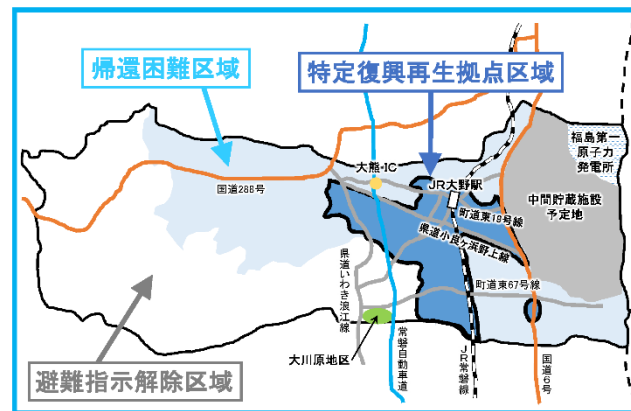 帰還困難区域
特定復興再生拠点区域
福島第一
原子力
発電所
大熊IC
JR大野駅
国道288号
中間貯蔵施設
予定地
町道東19号線
県道小良ヶ浜野上線
県道いわき浪江線
町道東67号線
大川原地区
常磐自動車道
JR常磐線
国道6号
避難指示解除区域